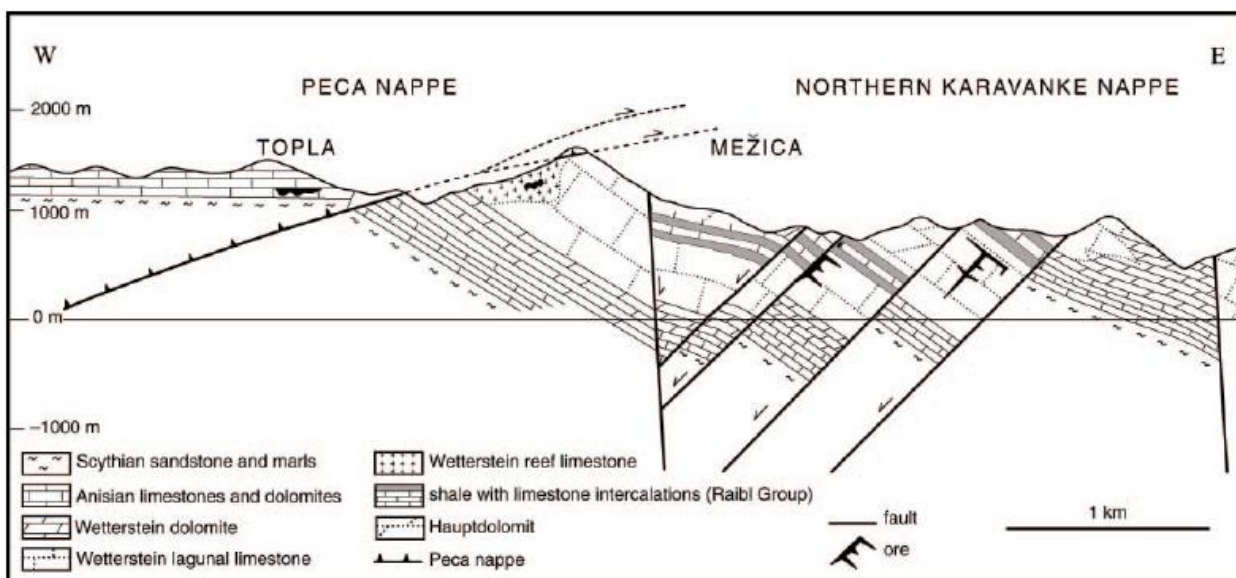 W
E
PECA NAPPE
NORTHERN KARAVANKE NAPPE
2000 m
TOPLA
MEŽICA
1000 m
0 m
-1000 m
Scythian sandstone and marls
Anisian limestones and dolomites
Wetterstein dolomite
Wetterstein lagunal limestone
Wetterstein reef limestone
shale with limestone intercalations (Raibl Group)
Hauptdolomit
Peca nappe
fault
ore
1 km